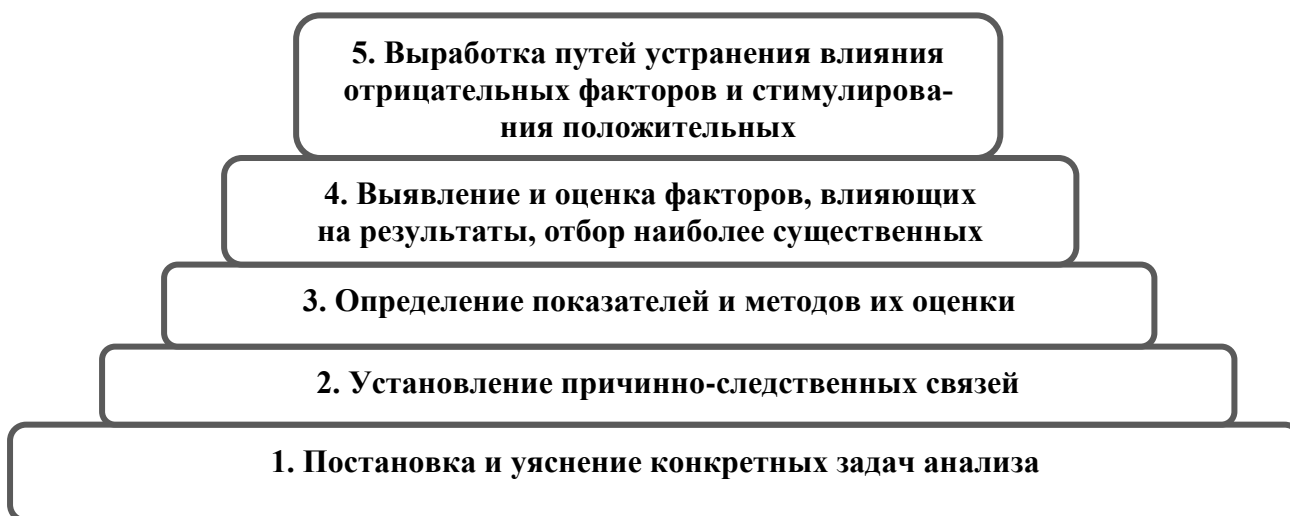 5. Выработка путей устранения влияния
отрицательных факторов и стимулирова-
ния положительных
4. Выявление и оценка факторов, влияющих
на результаты, отбор наиболее существенных
3. Определение показателей и методов их оценки
2. Установление причинно-следственных связей
1. Постановка и уяснение конкретных задач анализа